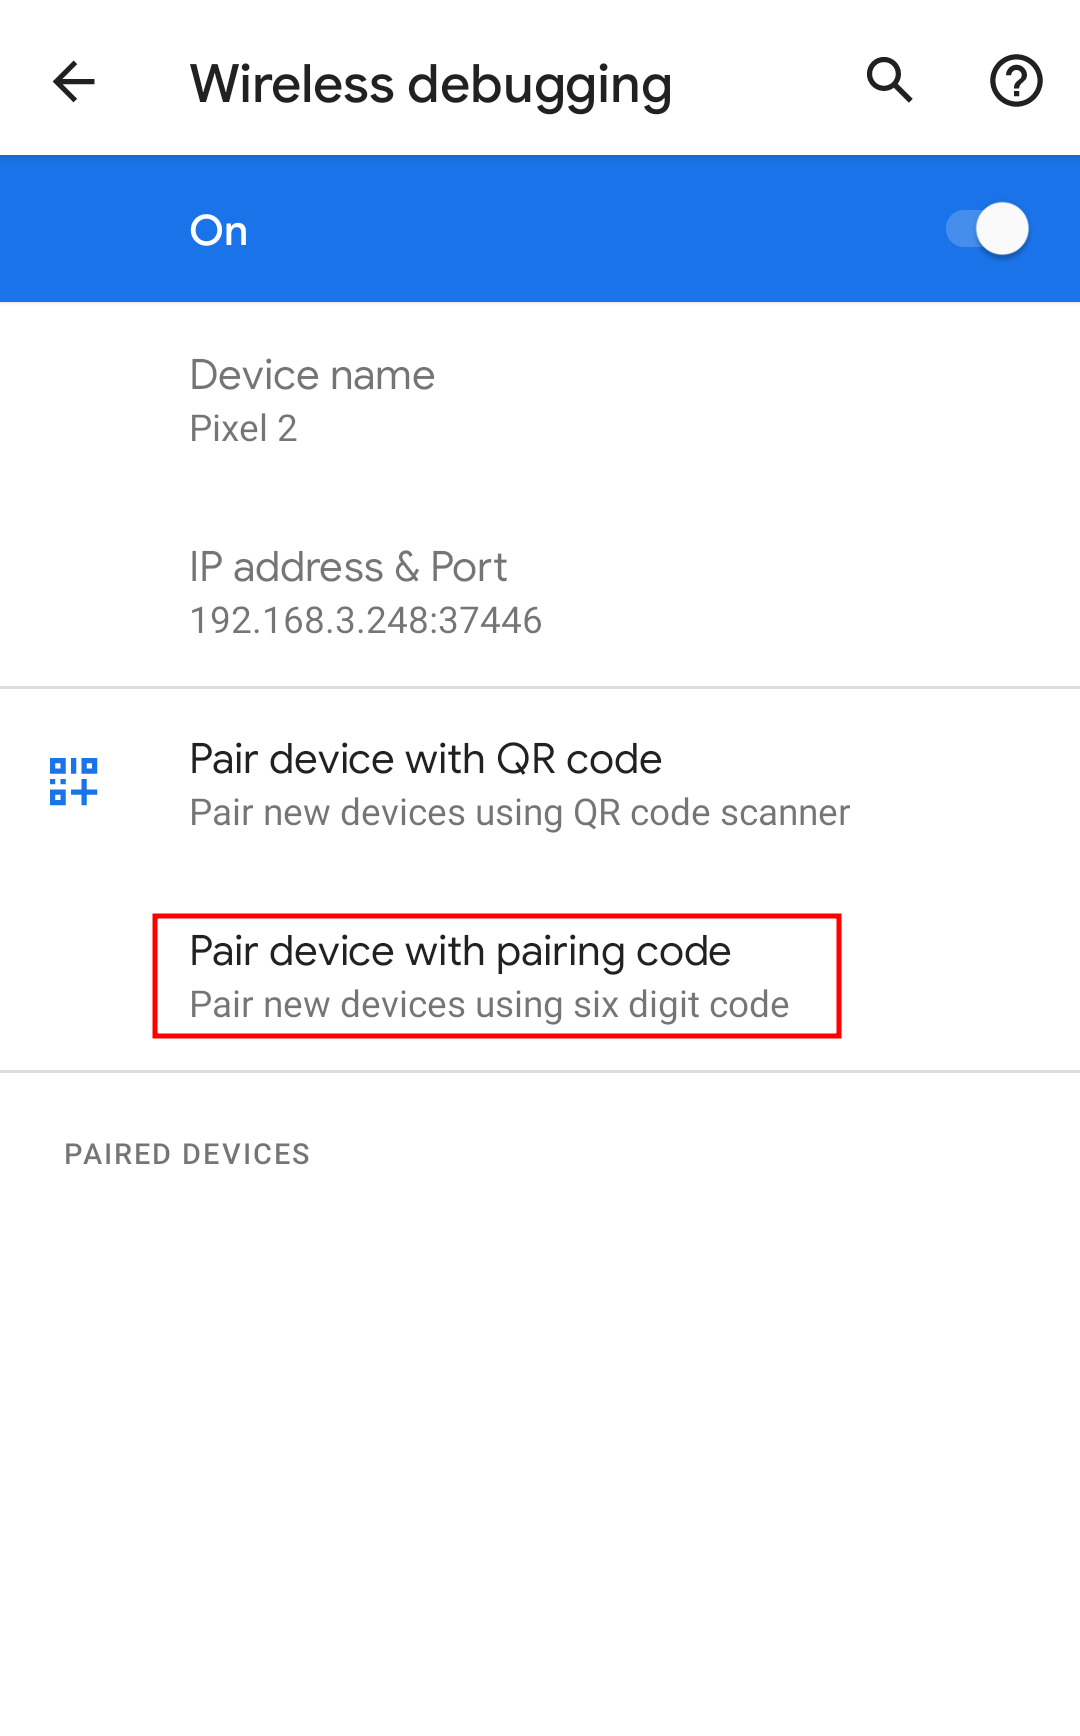 Wireless debugging
On
Device name
Pixel 2
IP address & Port
192.168.3.248:37446
Pair device with QR code
Pair new devices using QR code scanner
Pair device with pairing code
Pair new devices using six digit code
PAIRED DEVICES